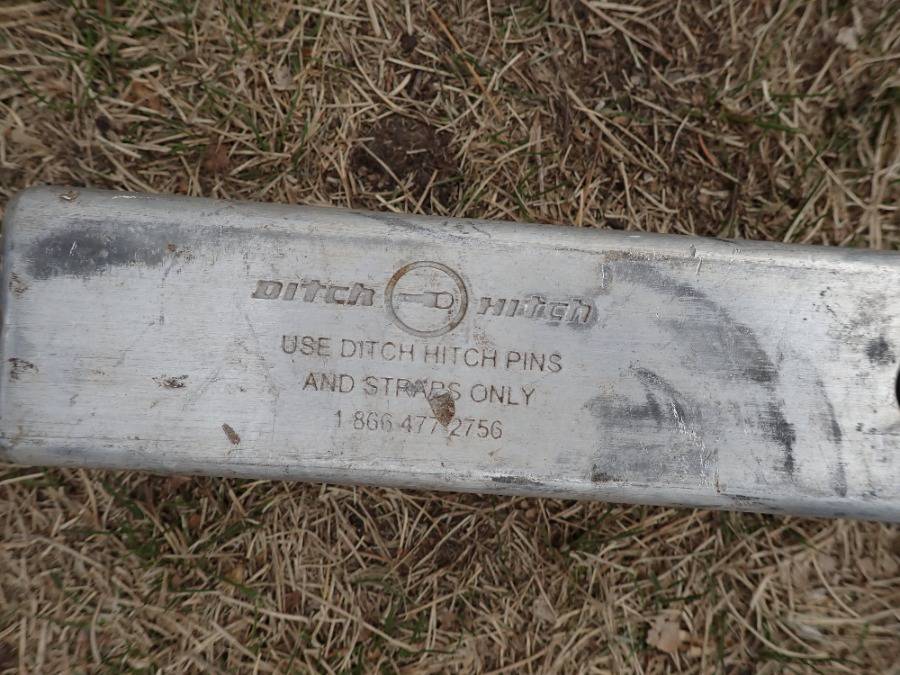 Ditch Hitch
USE DITCH HITCH PINS
AND STRAPS ONLY
1 866 477 2756